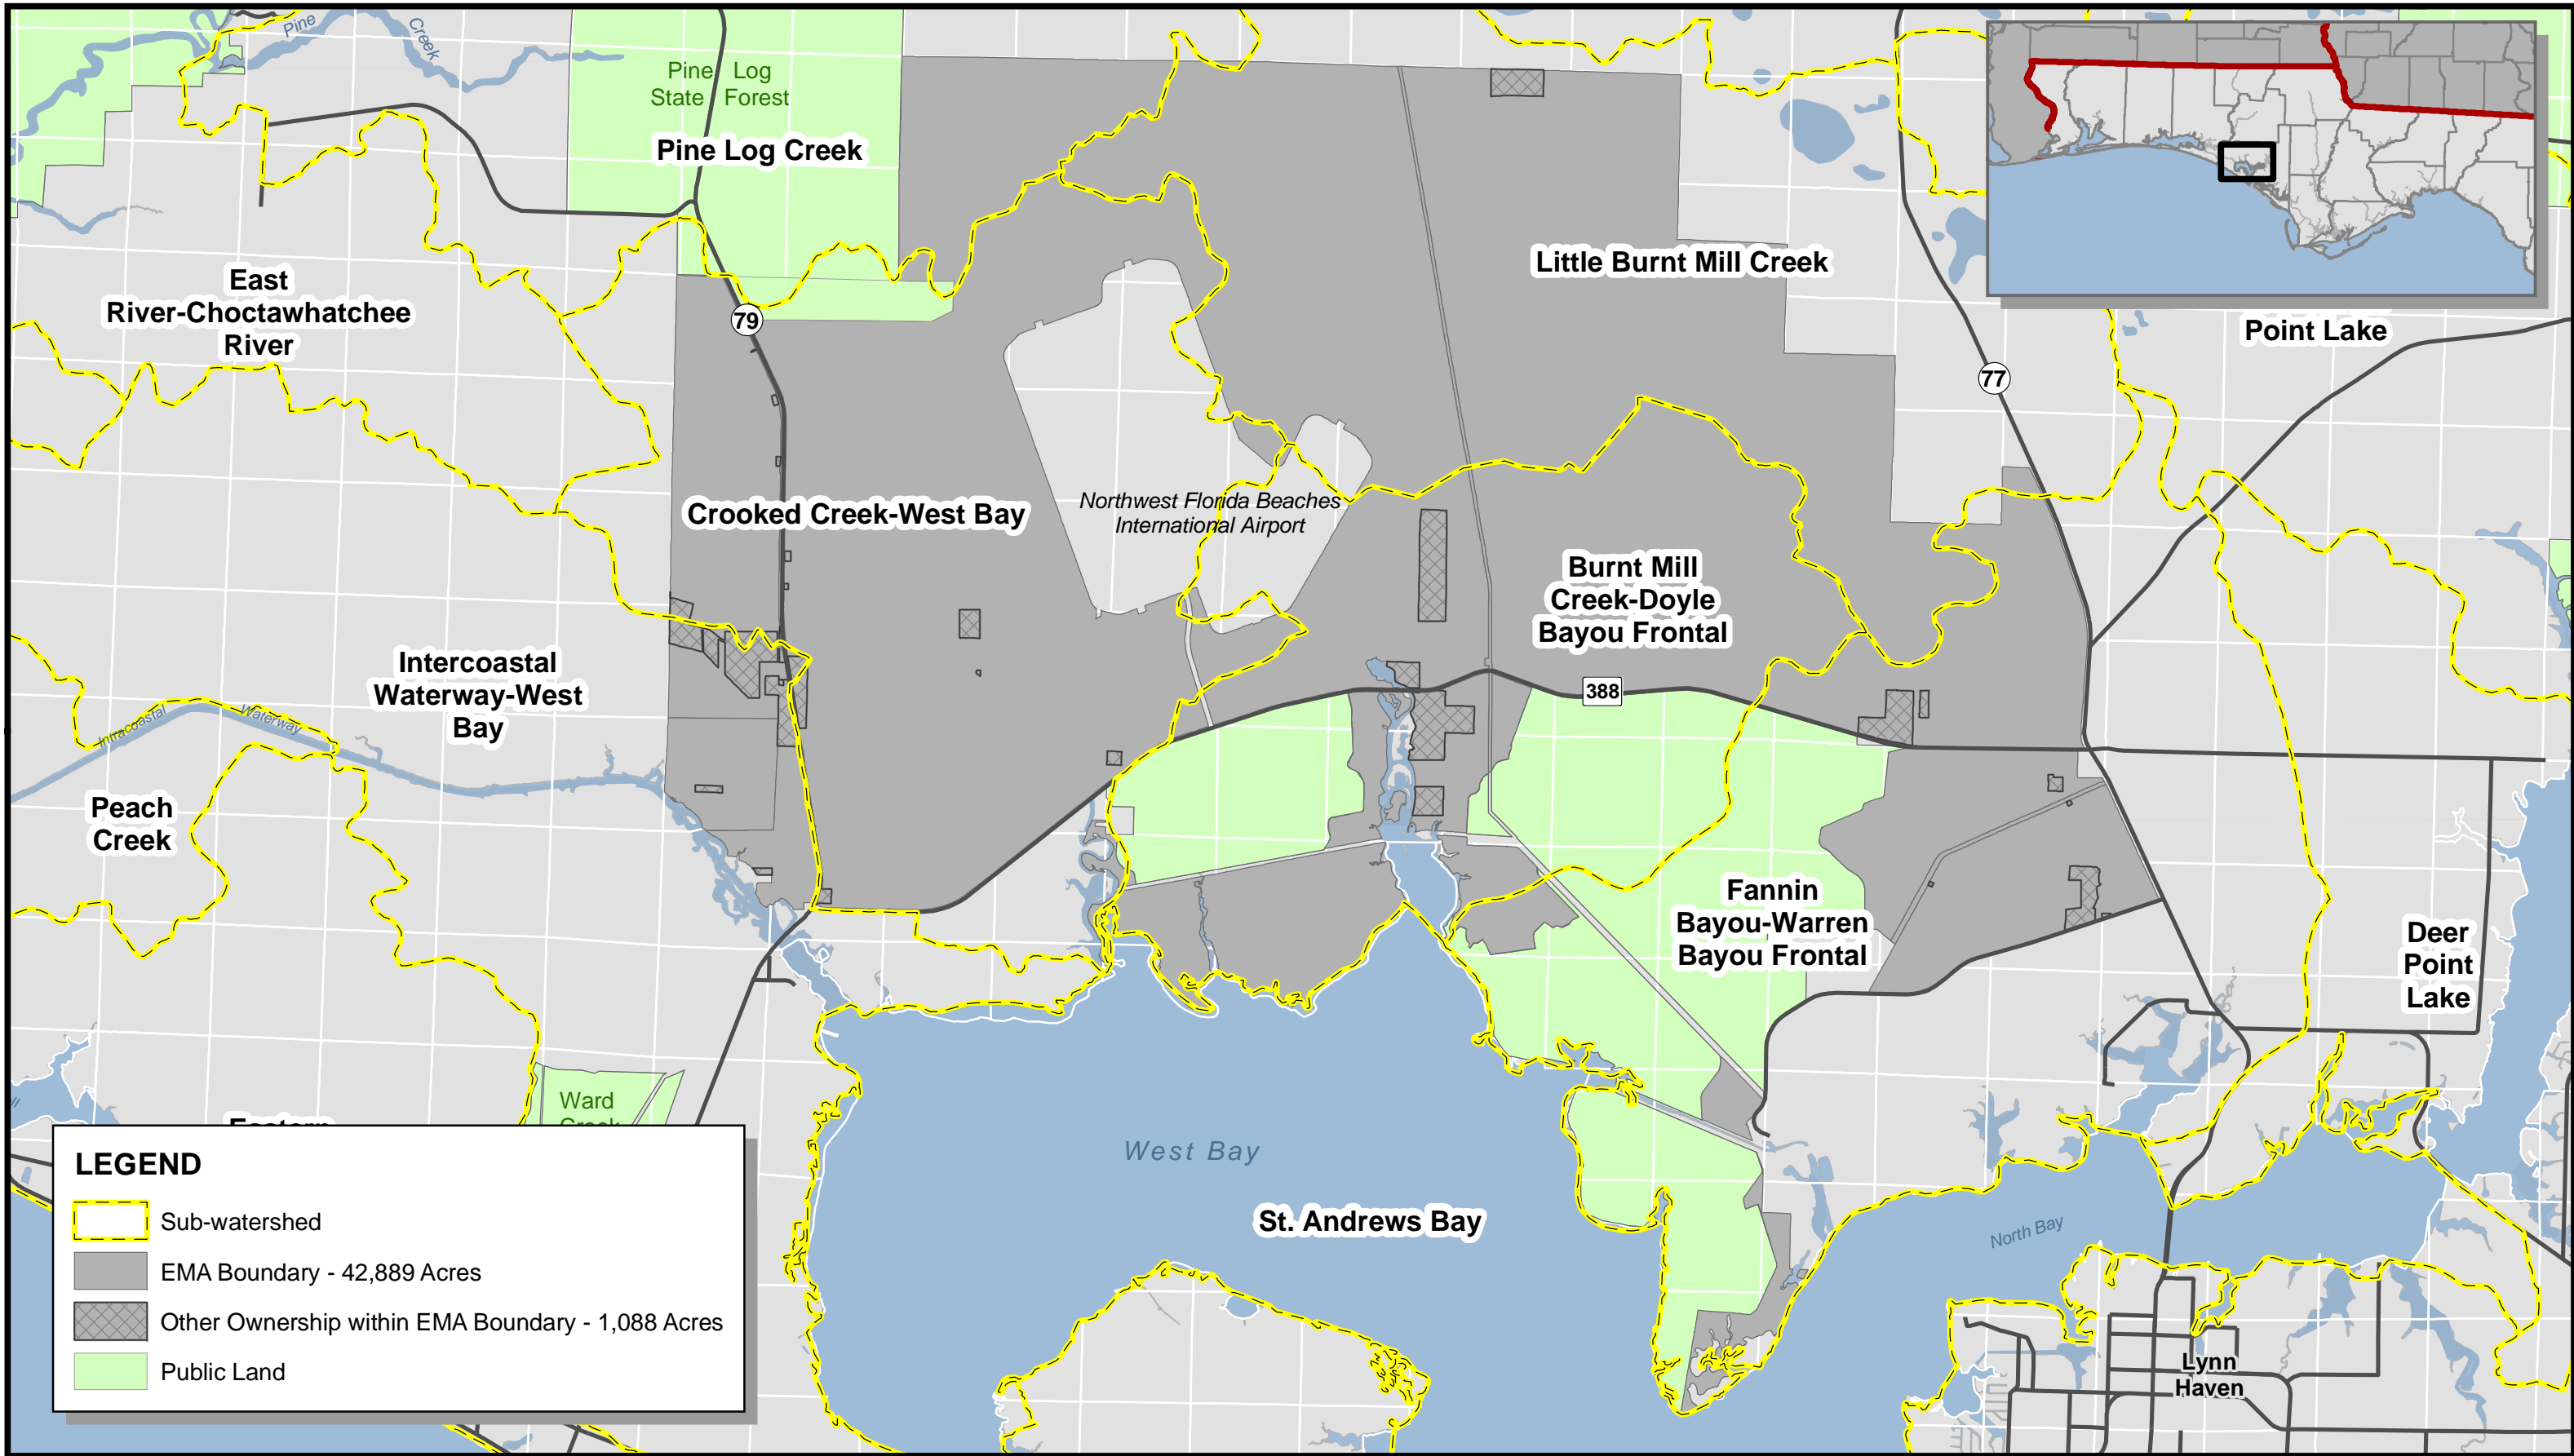 Pine
Creek
Pine Log
State Forest
Pine Log Creek
East
River-Choctawhatchee
River
79
Little Burnt Mill Creek
Point Lake
77
Crooked Creek-West Bay
Northwest Florida Beaches
International Airport
Burnt Mill
Creek-Doyle
Bayou Frontal
Intercoastal
Waterway-West
Bay
388
Intracoastal
Waterway
Peach
Creek
Fannin
Bayou-Warren
Bayou Frontal
Deer
Point
Lake
Ward
Creek
Eastern
West Bay
St. Andrews Bay
North Bay
Lynn
Haven
LEGEND
Sub-watershed
EMA Boundary - 42,889 Acres
Other Ownership within EMA Boundary - 1,088 Acres
Public Land